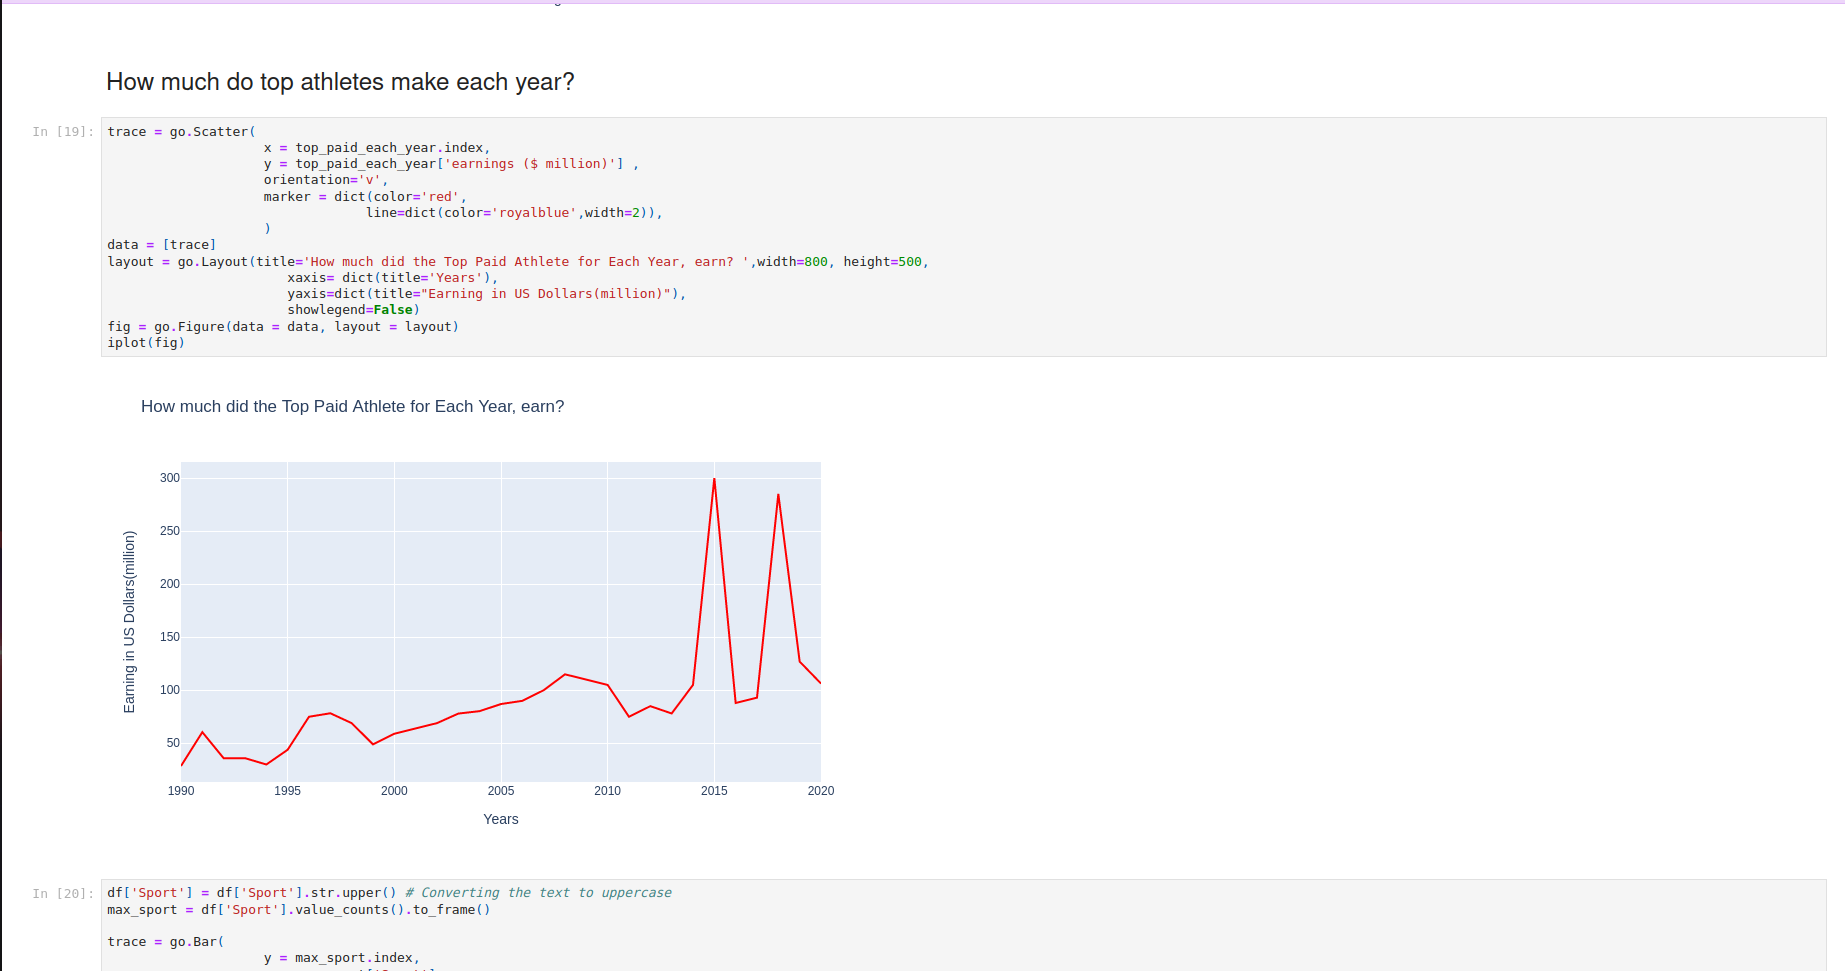 How much do top athletes make each year?
In [19]:
trace = go.Scatter(
x = top_paid_each_year.index,
y = top_paid_each_year['earnings ($ million)'] ,
orientation='v',
marker = dict(color='red',
line=dict(color='royalblue',width=2)),
)
data = [trace]
layout = go.Layout(title='How much did the Top Paid Athlete for Each Year, earn? ',width=800, height=500,
xaxis= dict(title='Years'),
yaxis=dict(title="Earning in US Dollars(million)"),
showlegend=False)
fig = go.Figure(data = data, layout = layout)
iplot(fig)
How much did the Top Paid Athlete for Each Year, earn?
300
250
200
150
100
50
Earning in US Dollars(million)
1990 1995 2000 2005 2010 2015 2020
Years
In [20]:
df['Sport'] = df['Sport'].str.upper() # Converting the text to uppercase
max_sport = df['Sport'].value_counts().to_frame()
trace = go.Bar(
y = max_sport.index,